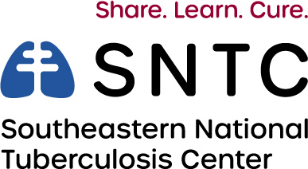 Share. Learn. Cure.
SNTC
Southeastern National
Tuberculosis Center